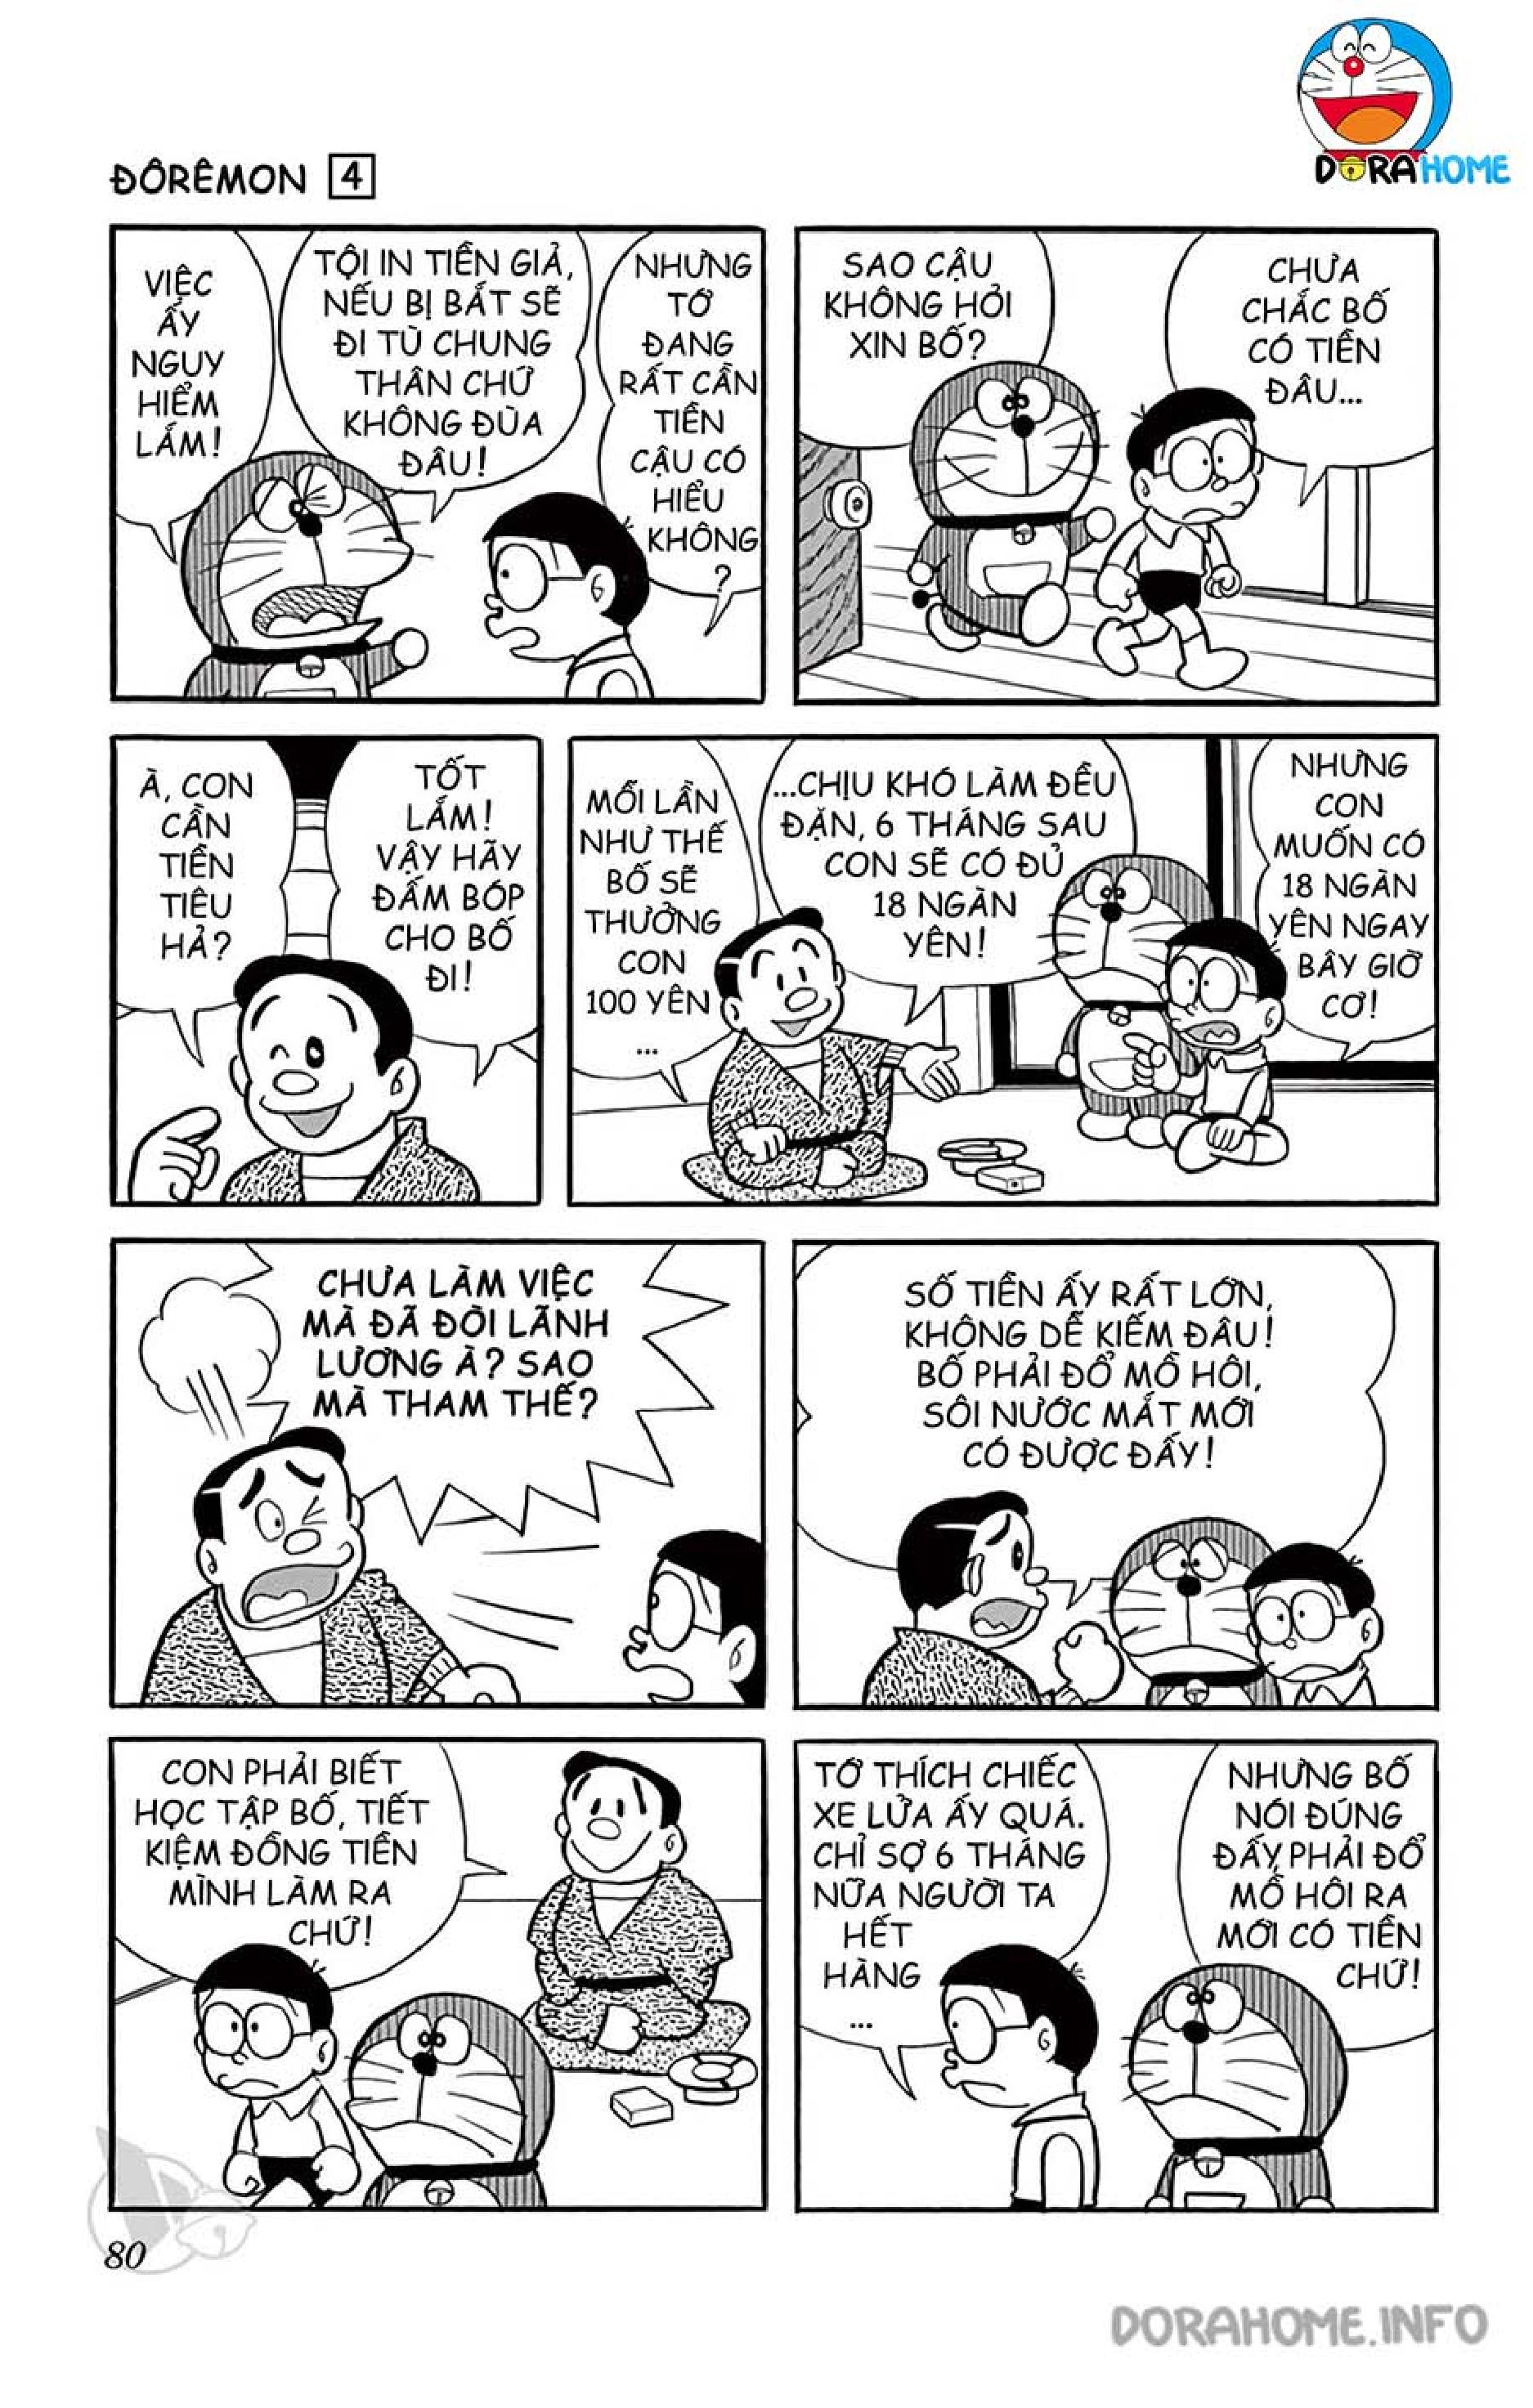 DORAHOME
ĐÔRÊMON 4
VIỆC
ẤY
NGUY
HIỂM
LẮM!
TỘI IN TIỀN GIẢ,
NẾU BỊ BẮT SẼ
ĐI TÙ CHUNG
THÂN CHỨ
KHÔNG ĐÙA
ĐÂU!
NHƯNG
TỚ
ĐANG
RẤT CẦN
TIỀN
CẬU CÓ
HIỂU
KHÔNG
?
SAO CẬU
KHÔNG HỎI
XIN BỐ?
CHƯA
CHẮC BỐ
CÓ TIỀN
ĐÂU...
À, CON
CẦN
TIỀN
TIÊU
HẢ?
TỐT
LẮM!
VẬY HÃY
ĐẤM BÓP
CHO BỐ
ĐI!
MỖI LẦN
NHƯ THẾ
BỐ SẼ
THƯỞNG
CON
100 YÊN
...
...CHỊU KHÓ LÀM ĐỀU
ĐẶN, 6 THÁNG SAU
CON SẼ CÓ ĐỦ
18 NGÀN
YÊN!
NHƯNG
CON
MUỐN CÓ
18 NGÀN
YÊN NGAY
BÂY GIỜ
CƠ!
CHƯA LÀM VIỆC
MÀ ĐÃ ĐÒI LÃNH
LƯƠNG À? SAO
MÀ THAM THẾ?
SỐ TIỀN ẤY RẤT LỚN,
KHÔNG DỄ KIẾM ĐÂU!
BỐ PHẢI ĐỔ MỒ HÔI,
SÔI NƯỚC MẮT MỚI
CÓ ĐƯỢC ĐẤY!
CON PHẢI BIẾT
HỌC TẬP BỐ, TIẾT
KIỆM ĐỒNG TIỀN
MÌNH LÀM RA
CHỨ!
TỚ THÍCH CHIẾC
XE LỬA ẤY QUÁ.
CHỈ SỢ 6 THÁNG
NỮA NGƯỜI TA
HẾT
HÀNG
...
NHƯNG BỐ
NÓI ĐÚNG
ĐẤY, PHẢI ĐỔ
MỒ HÔI RA
MỚI CÓ TIỀN
CHỨ!
80
DORAHOME.INFO